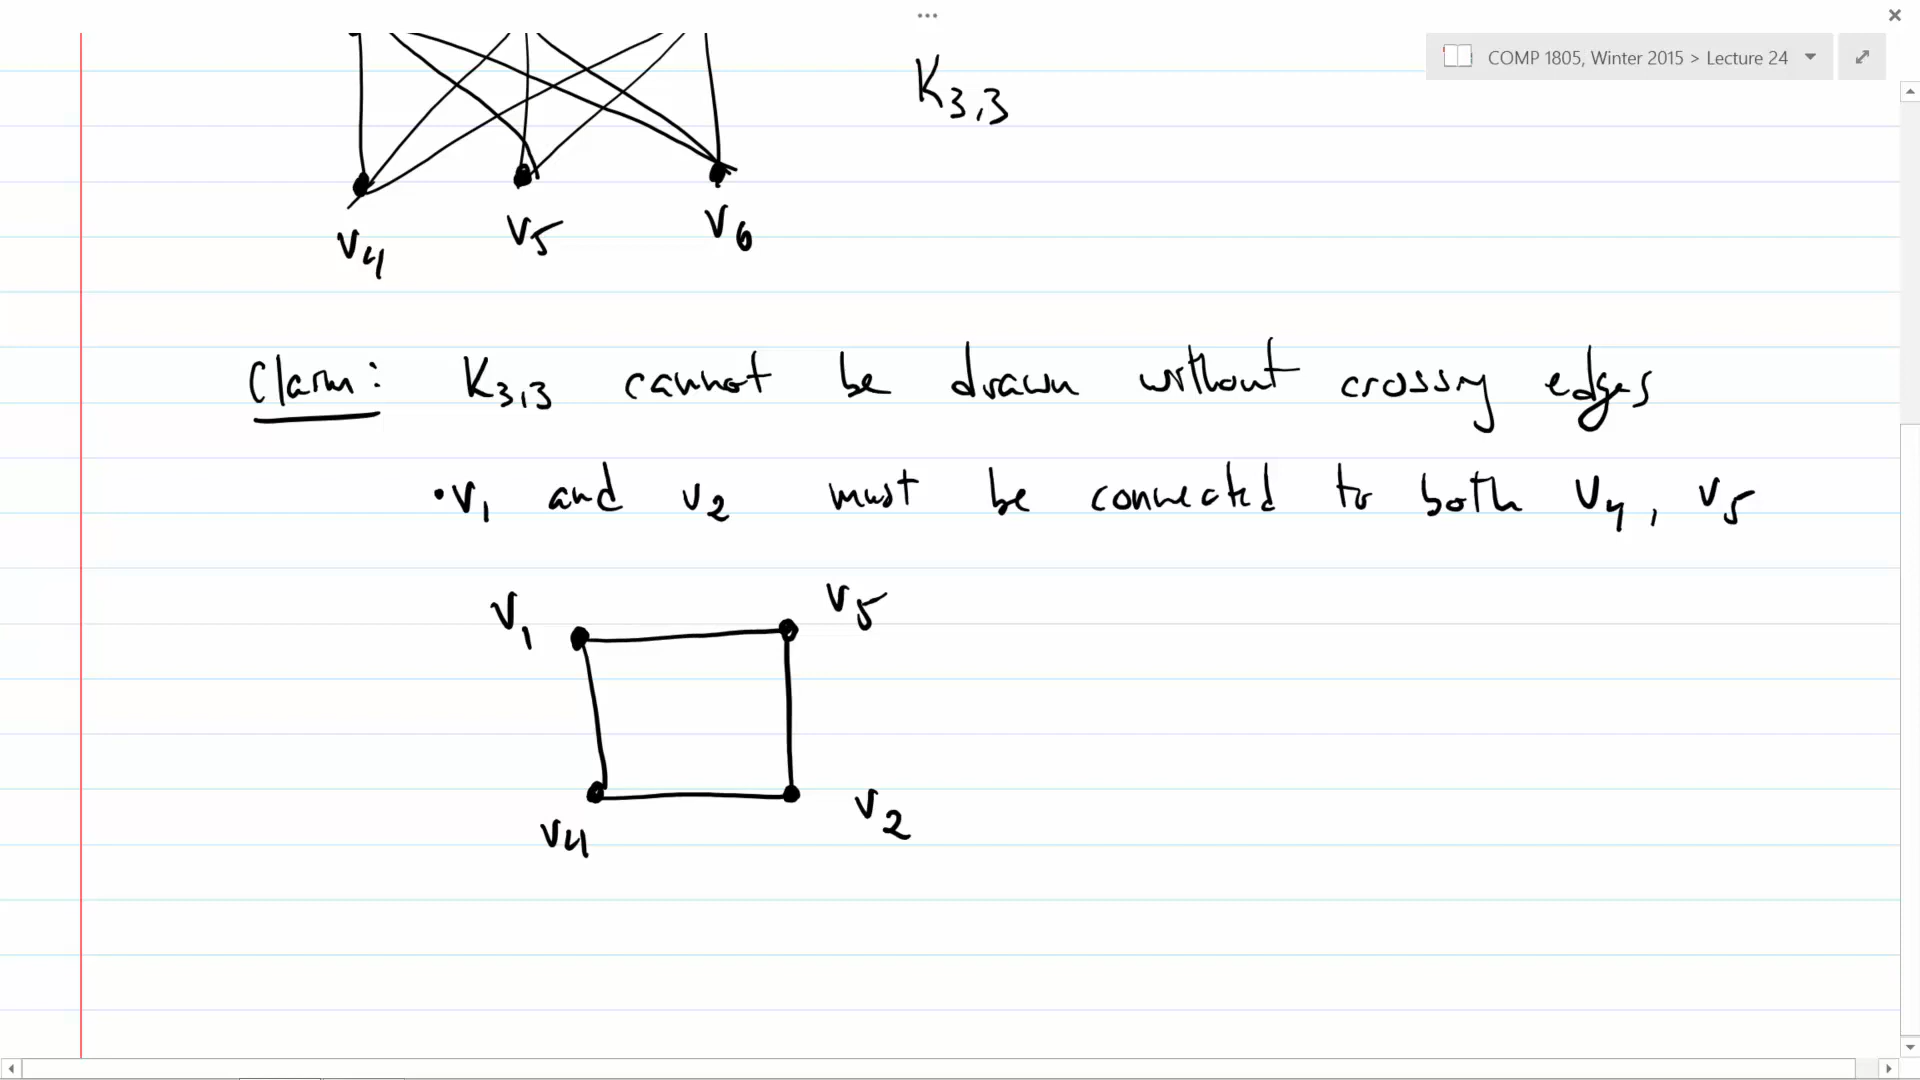 COMP 1805, Winter 2015 > Lecture 24
K3,3
v4 v5 v6
Claim: K3,3 cannot be drawn without crossing edges
•v1 and v2 must be connected to both v4, v5
v1 v5
v4 v2